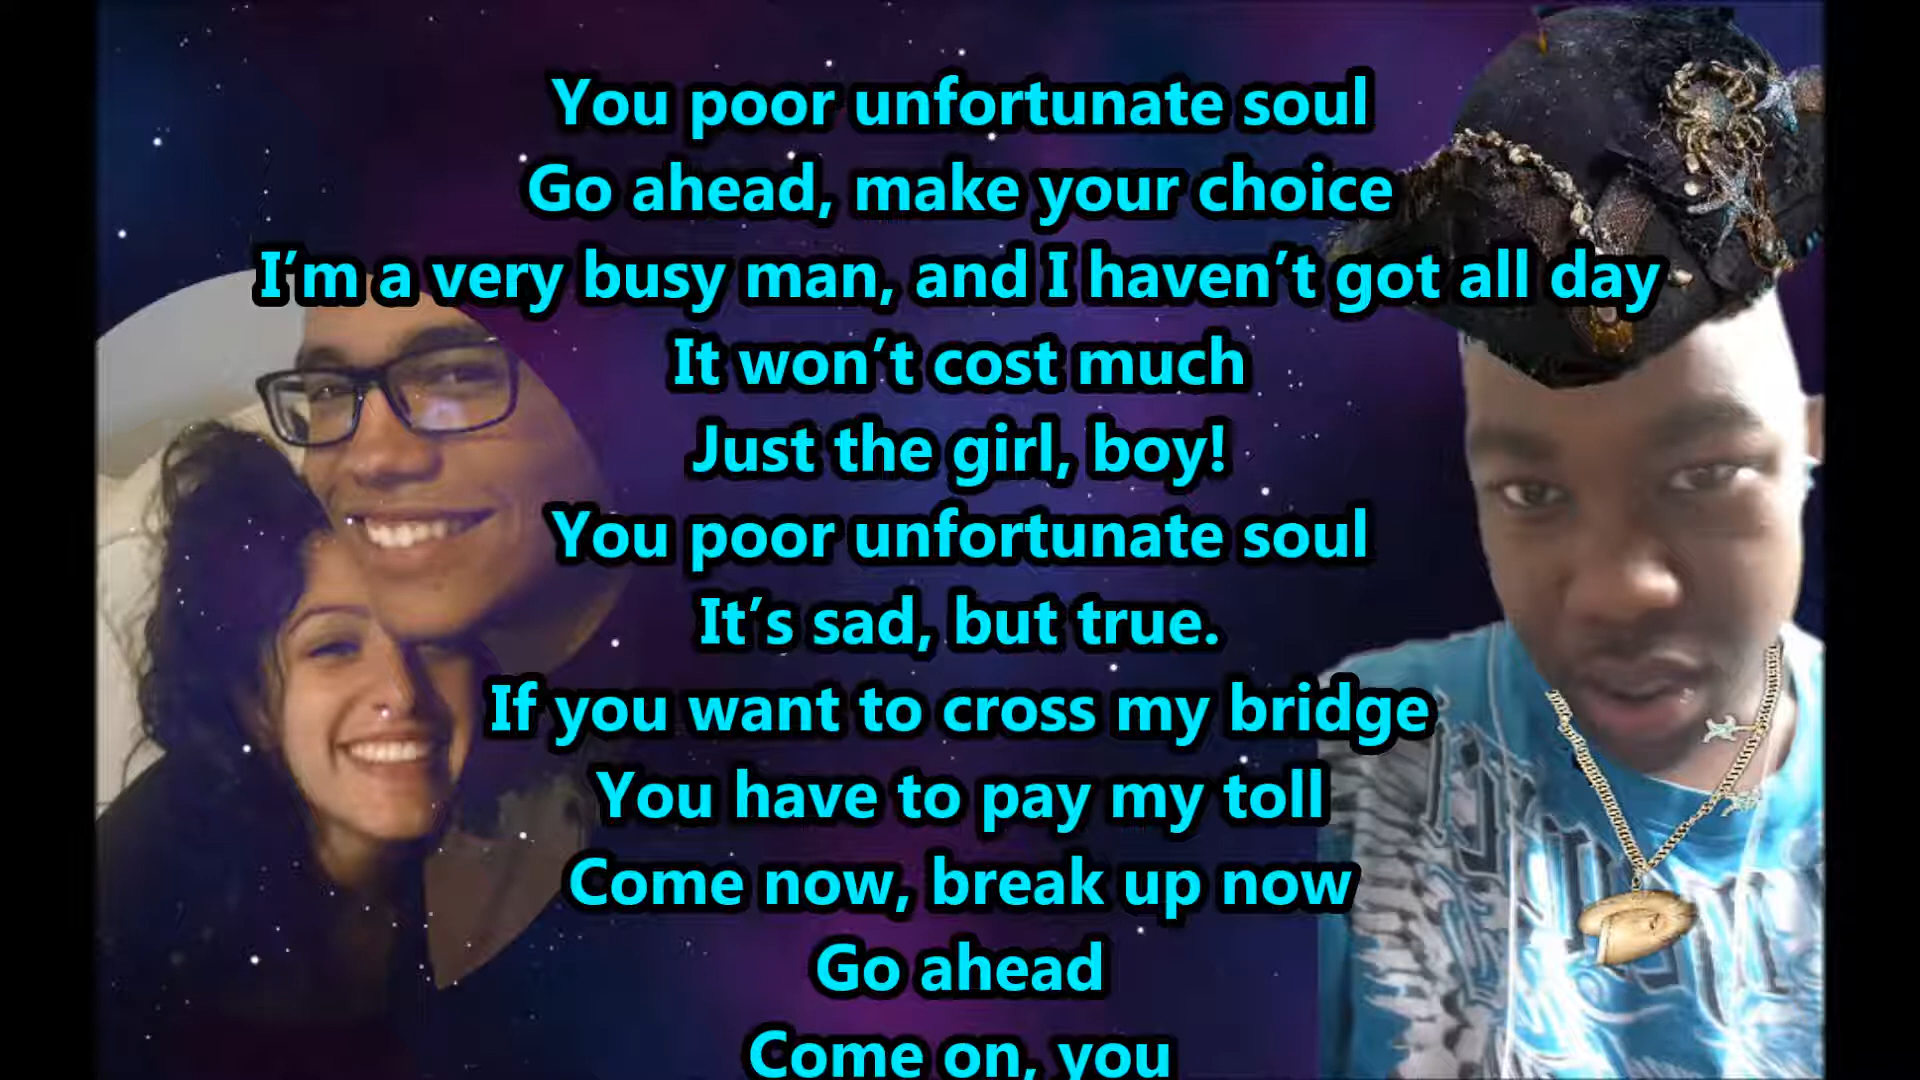 You poor unfortunate soul
Go ahead, make your choice
I’m a very busy man, and I haven’t got all day
It won’t cost much
Just the girl, boy!
You poor unfortunate soul
It’s sad, but true.
If you want to cross my bridge
You have to pay my toll
Come now, break up now
Go ahead
Come on, you